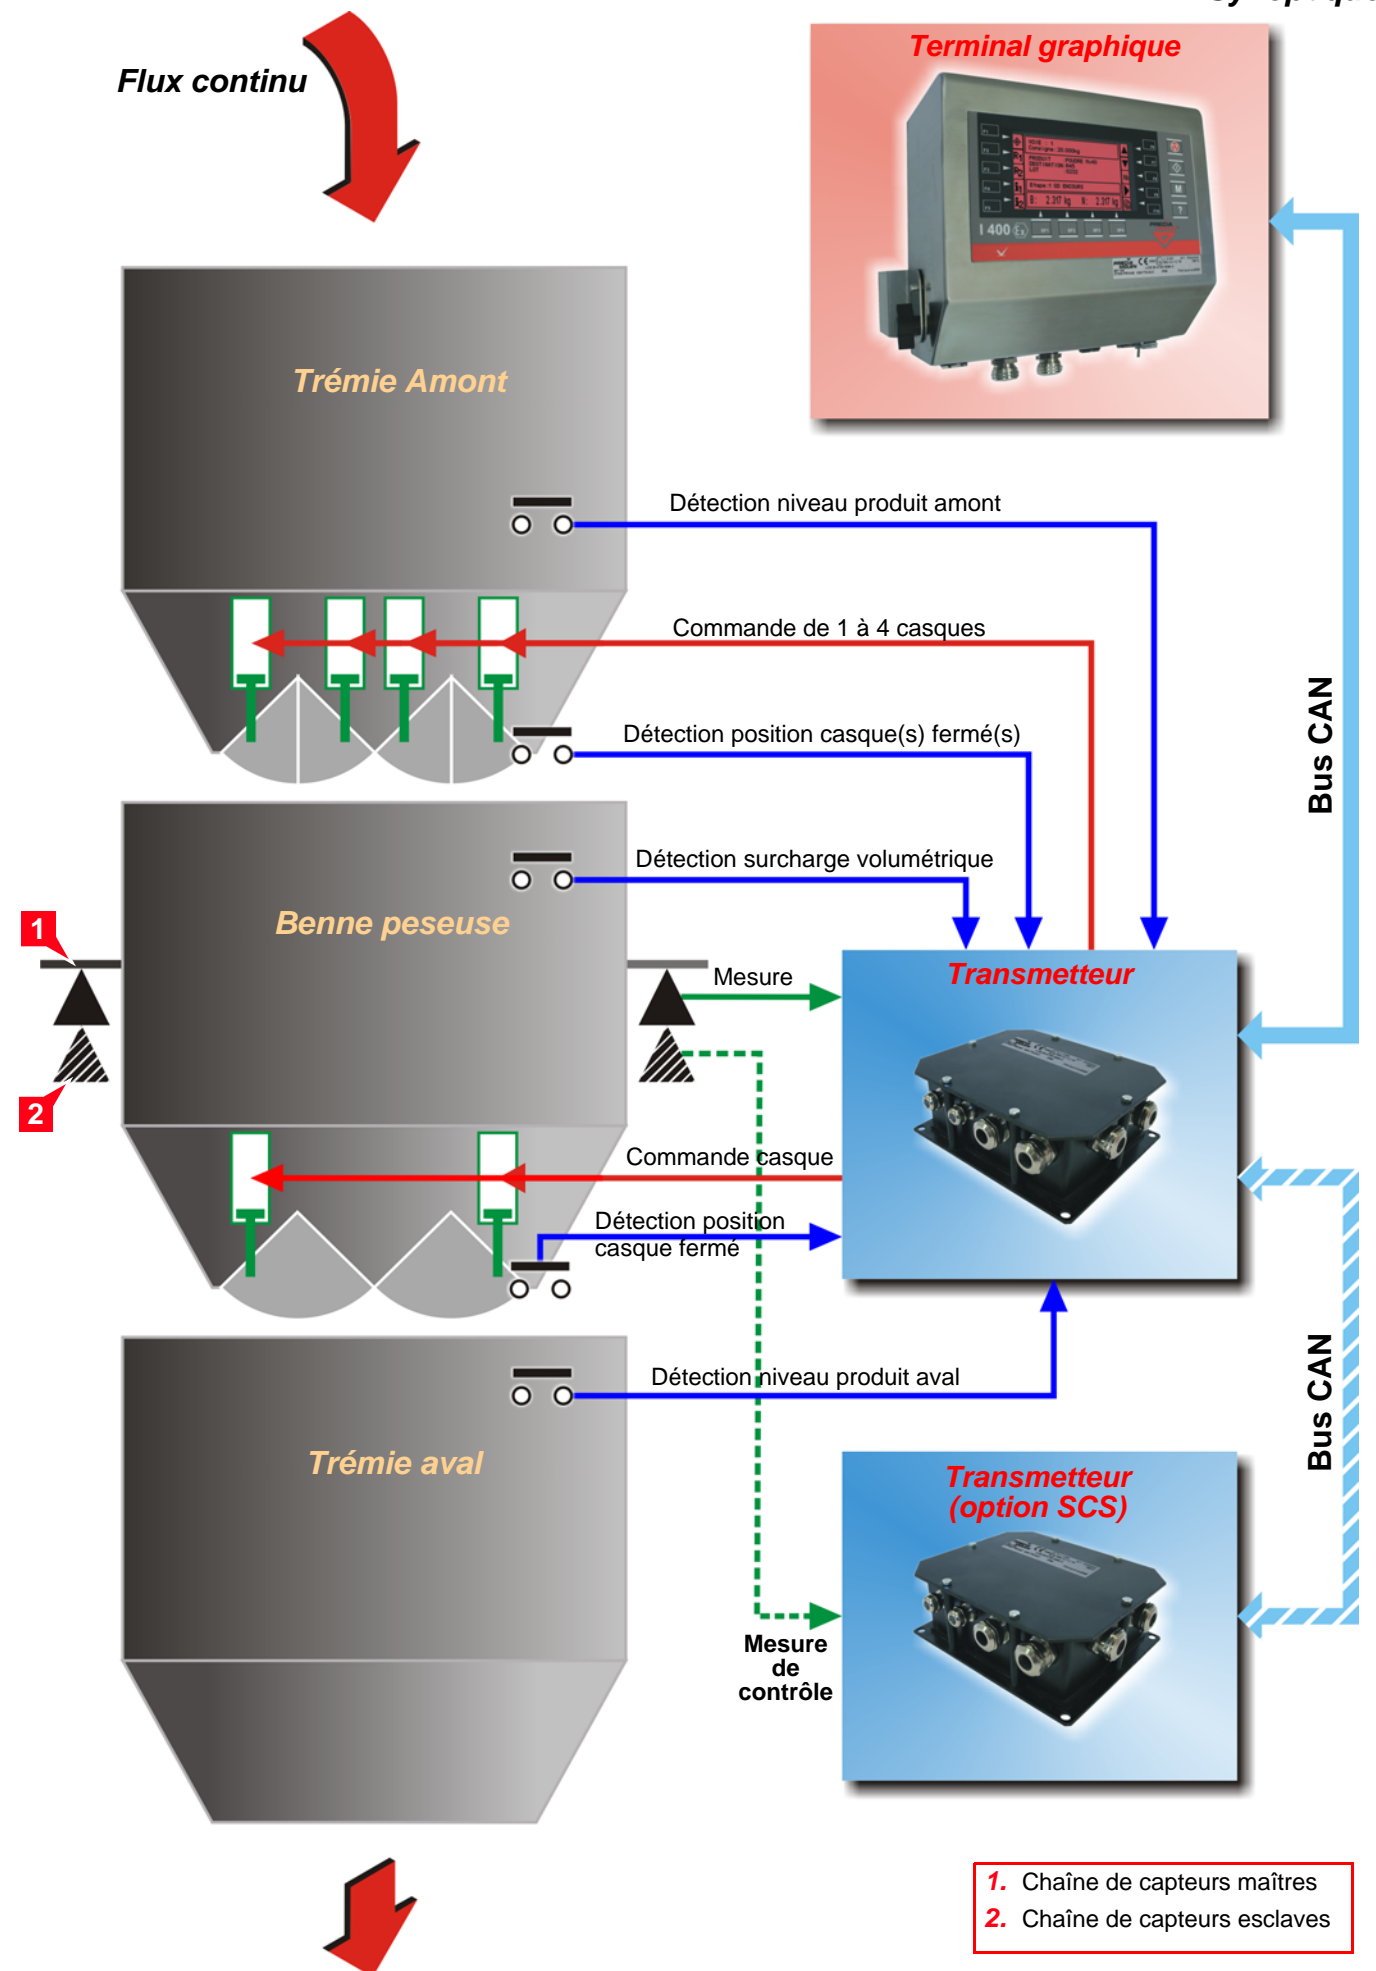 Flux continu
Terminal graphique
I 400
Trémie Amont
Détection niveau produit amont
Commande de 1 à 4 casques
Détection position casque(s) fermé(s)
Bus CAN
Détection surcharge volumétrique
Benne peseuse
1
Mesure
Transmetteur
2
Commande casque
Détection position
casque fermé
Détection niveau produit aval
Bus CAN
Trémie aval
Transmetteur
(option SCS)
Mesure
de
contrôle
1. Chaîne de capteurs maîtres
2. Chaîne de capteurs esclaves